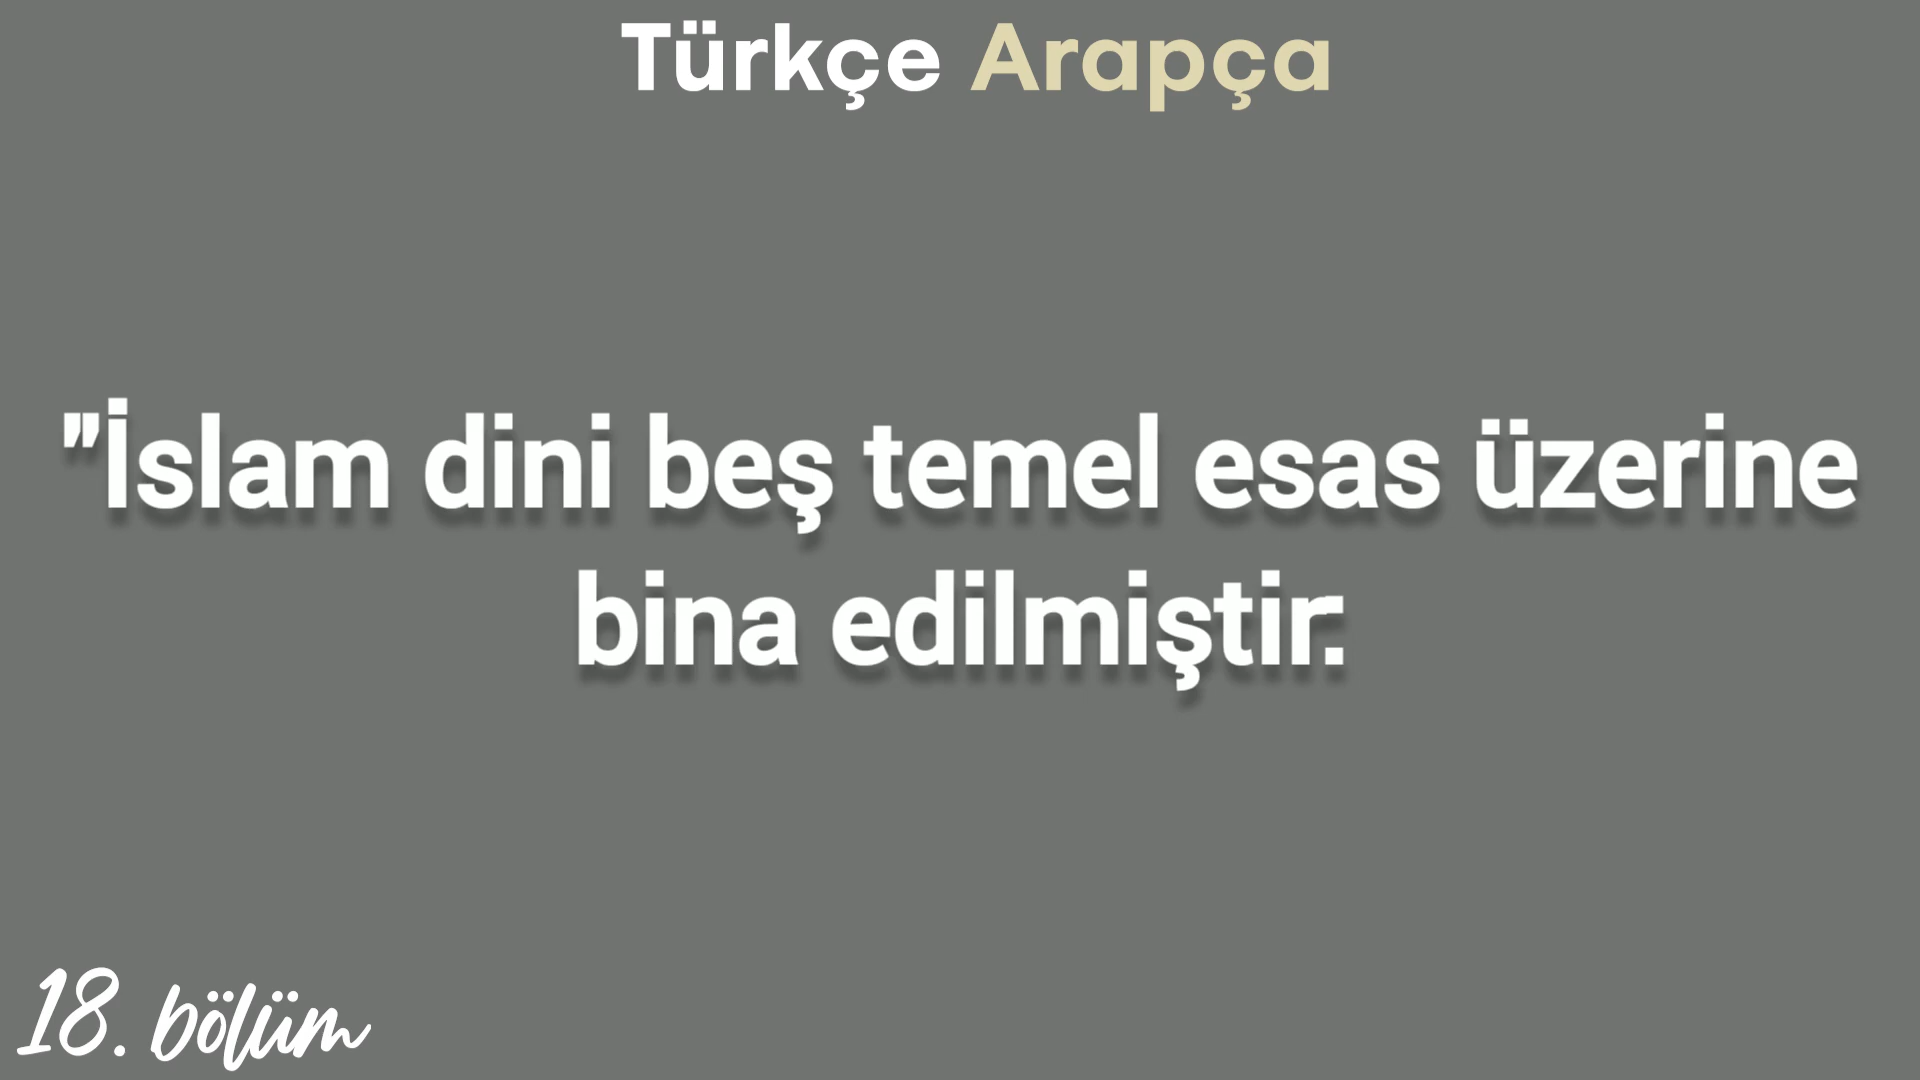 Türkçe Arapça
"İslam dini beş temel esas üzerine
bina edilmiştir:
18. bölüm